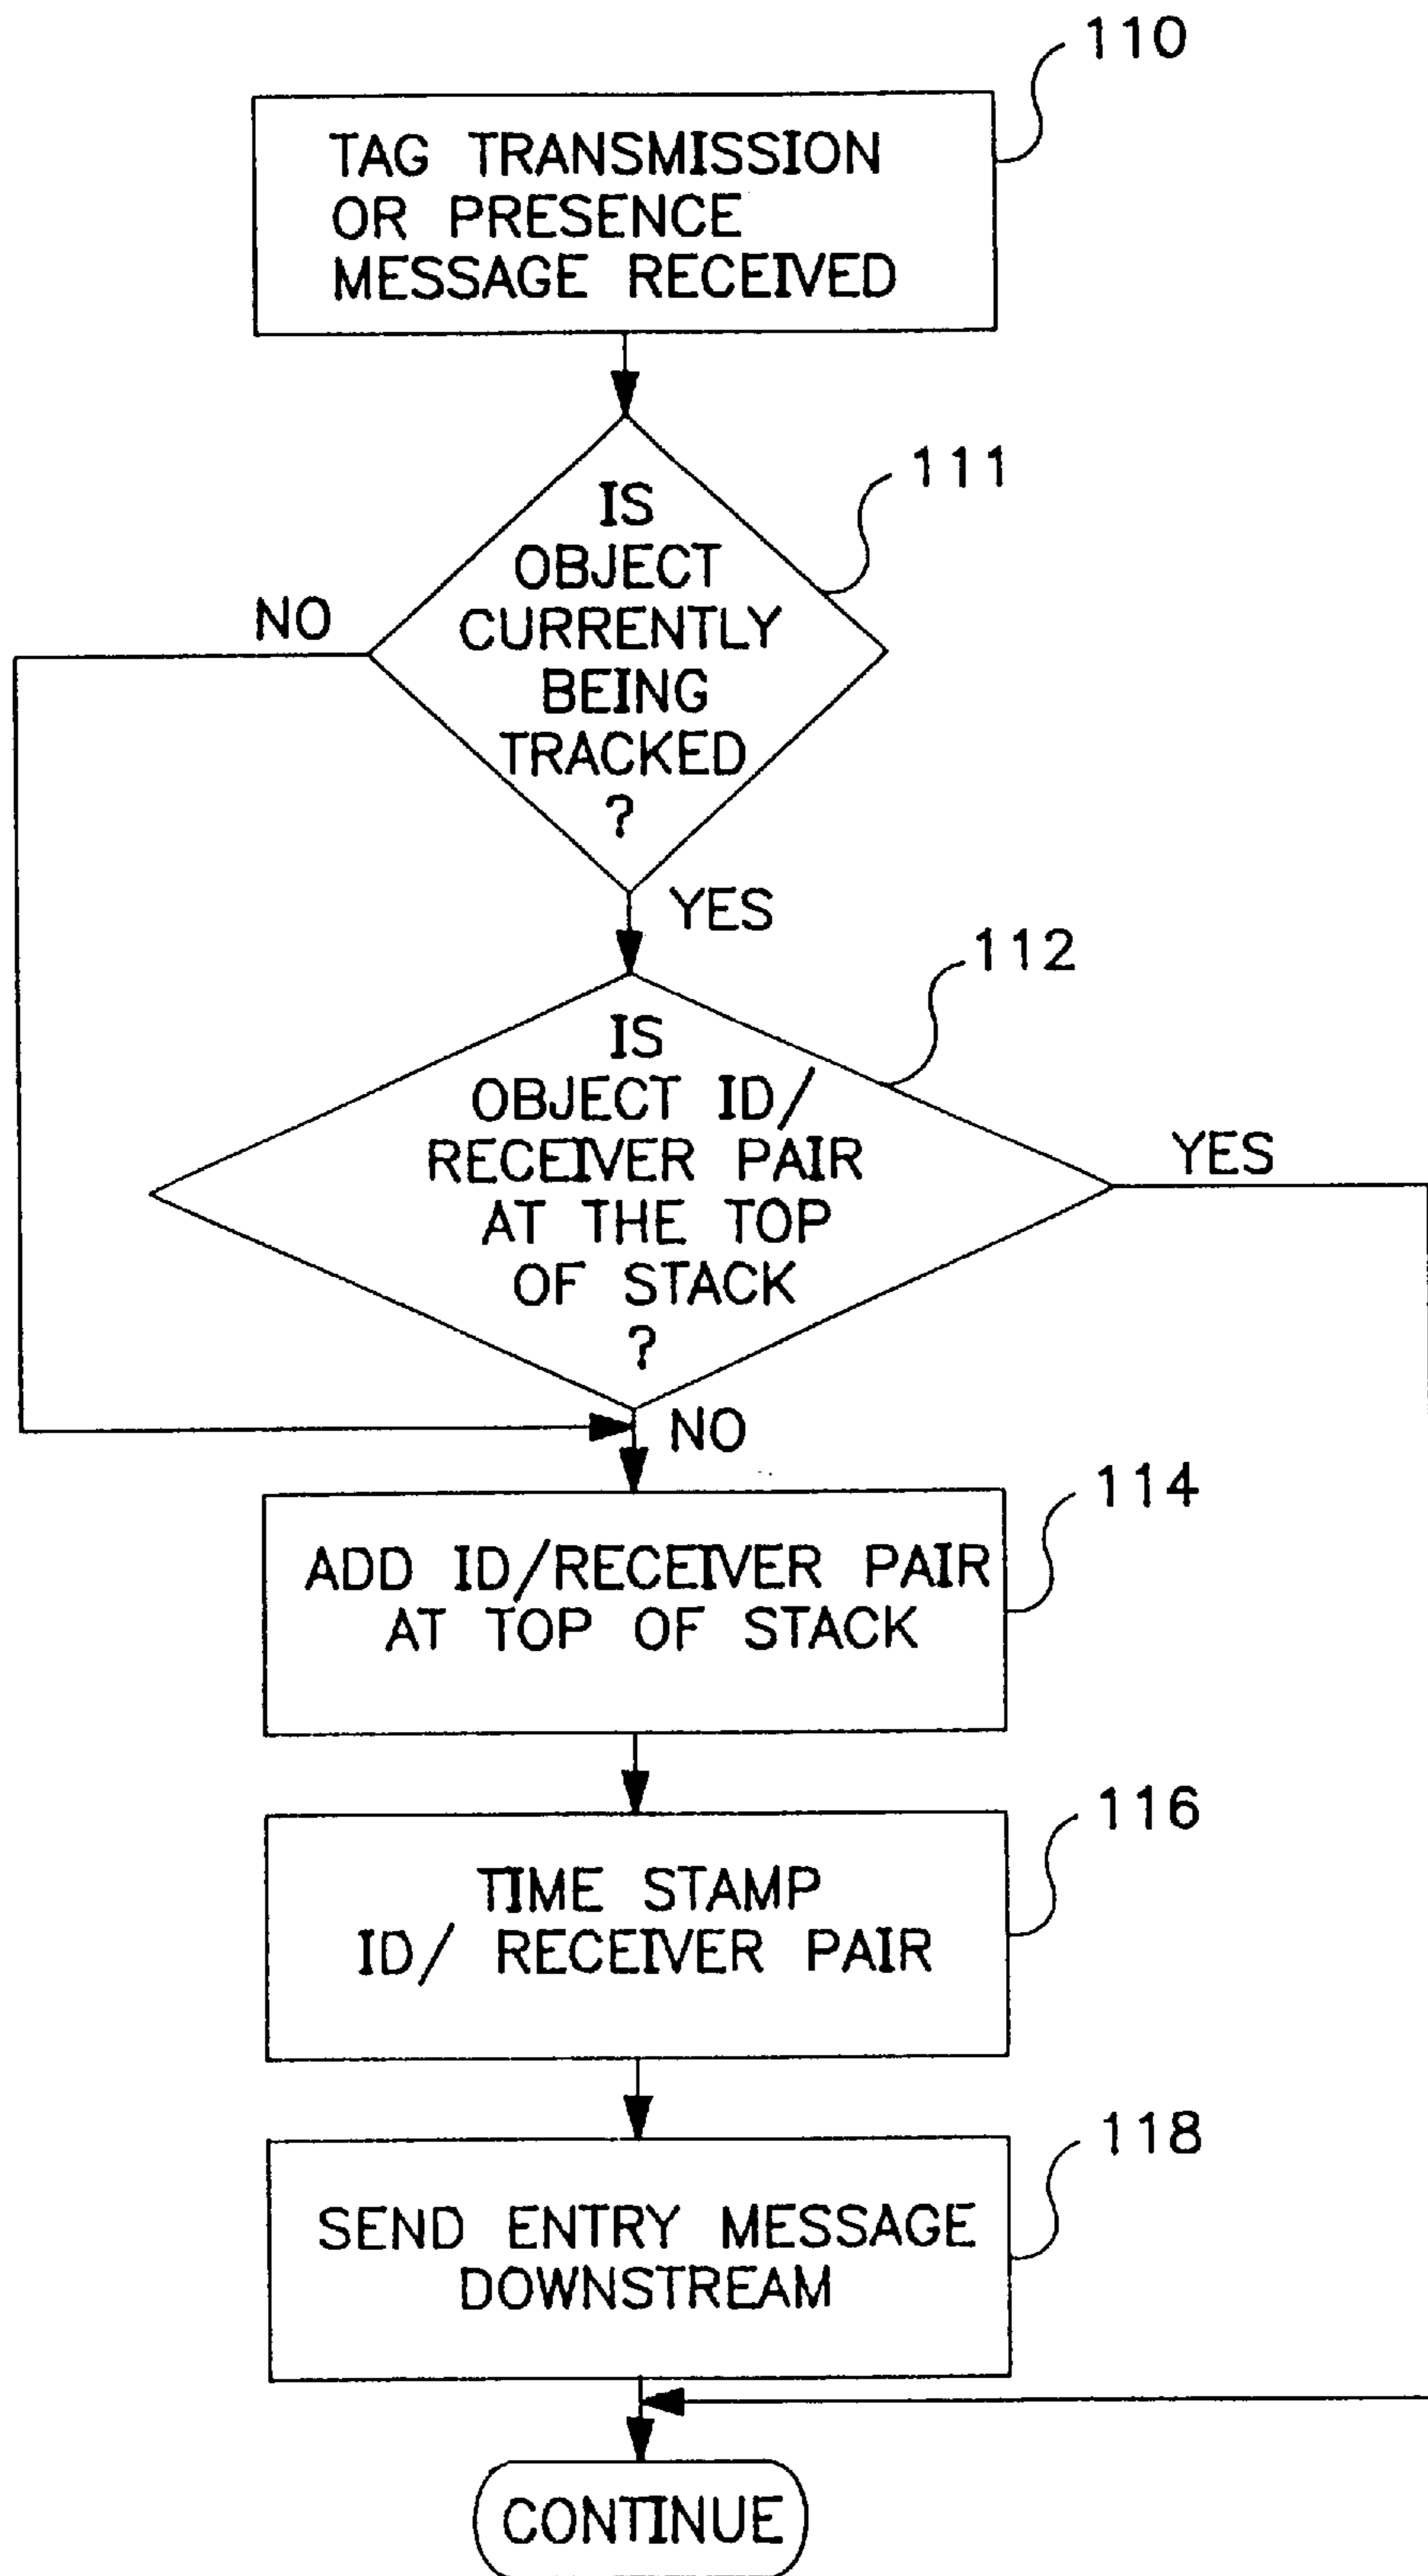 110
TAG TRANSMISSION
OR PRESENCE
MESSAGE RECEIVED
111
IS
OBJECT
CURRENTLY
BEING
TRACKED
?
NO
YES
112
IS
OBJECT ID/
RECEIVER PAIR
AT THE TOP
OF STACK
?
YES
NO
114
ADD ID/RECEIVER PAIR
AT TOP OF STACK
116
TIME STAMP
ID/ RECEIVER PAIR
118
SEND ENTRY MESSAGE
DOWNSTREAM
CONTINUE